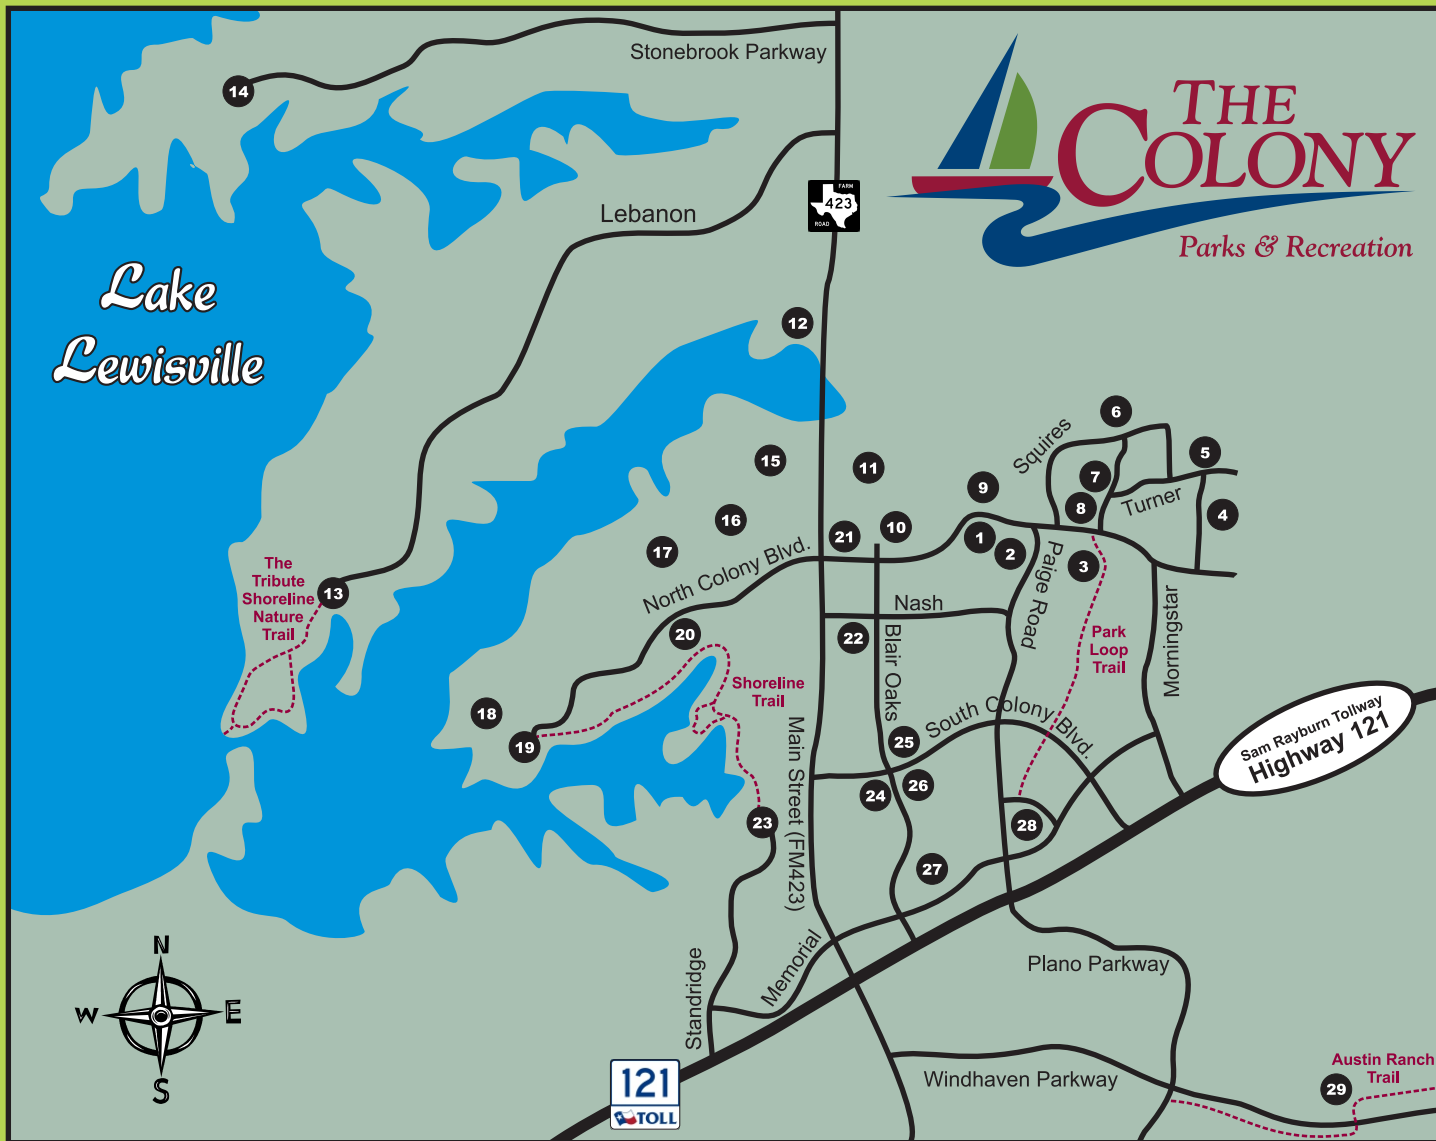 Stonebrook Parkway
14
THE
COLONY
Parks & Recreation
FARM
423
ROAD
Lebanon
Lake
Lewisville
12
6
Squires
5
15
11
7
9
Turner
8
4
16
10
21
1
17
2
North Colony Blvd.
Paige Road
3
The
Tribute
Shoreline
Nature
Trail
13
Nash
Morningstar
20
22
Blair Oaks
Park
Loop
Trail
Shoreline
Trail
18
19
Main Street (FM423)
25
South Colony Blvd.
Sam Rayburn Tollway
Highway 121
24
26
23
28
27
N
W
E
S
Standridge
Memorial
Plano Parkway
121
TOLL
Windhaven Parkway
Austin Ranch
Trail
29